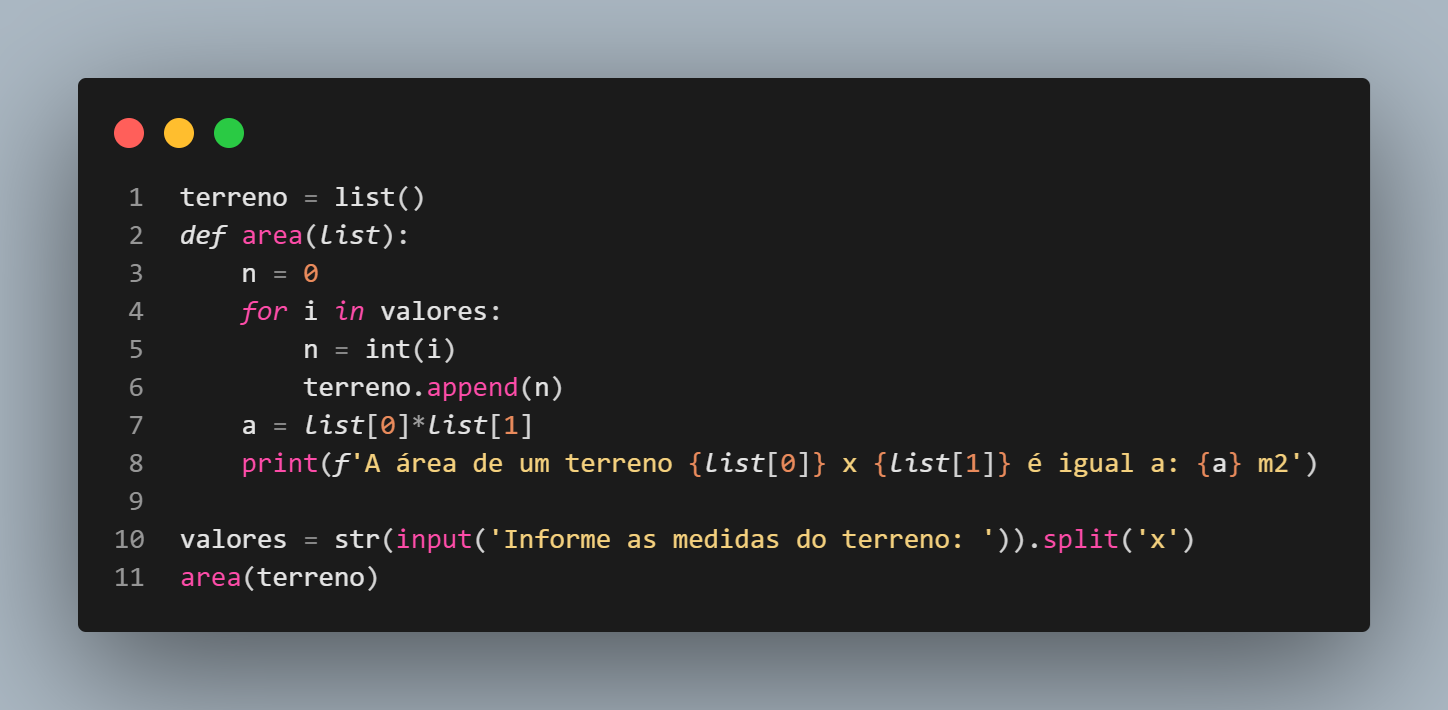 1 terreno = list()
2 def area(list):
3     n = 0
4     for i in valores:
5         n = int(i)
6         terreno.append(n)
7     a = list[0]*list[1]
8     print(f'A área de um terreno {list[0]} x {list[1]} é igual a: {a} m2')
9
10 valores = str(input('Informe as medidas do terreno: ')).split('x')
11 area(terreno)